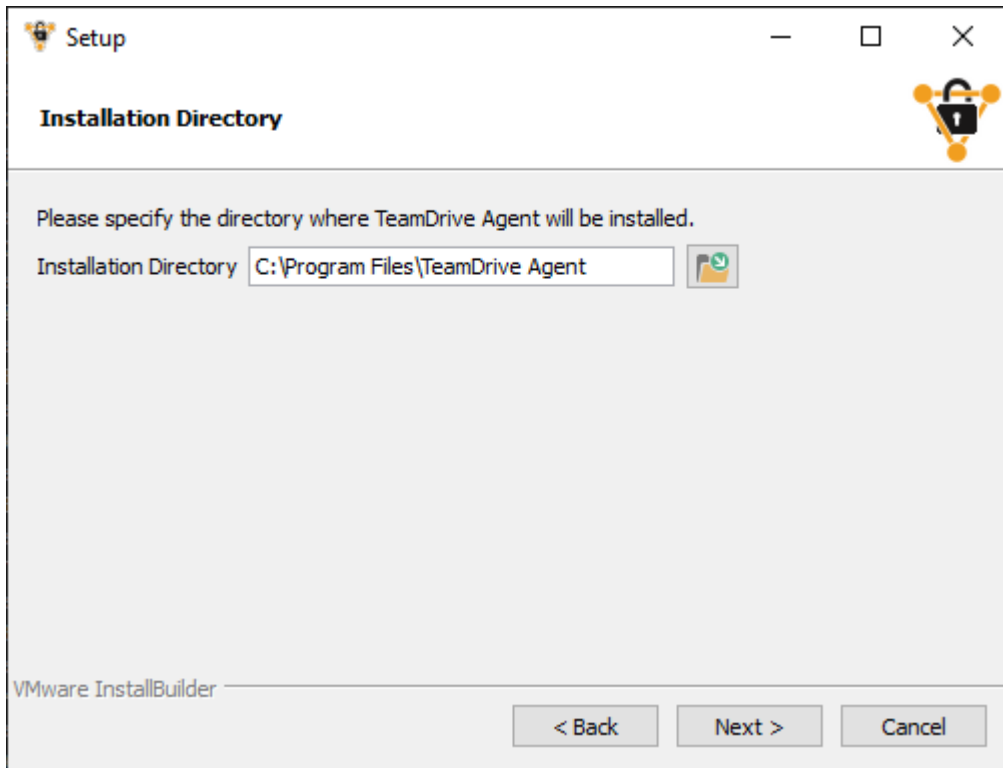 Setup
Installation Directory
Please specify the directory where TeamDrive Agent will be installed.
Installation Directory C:\Program Files\TeamDrive Agent
VMware InstallBuilder
< Back Next > Cancel